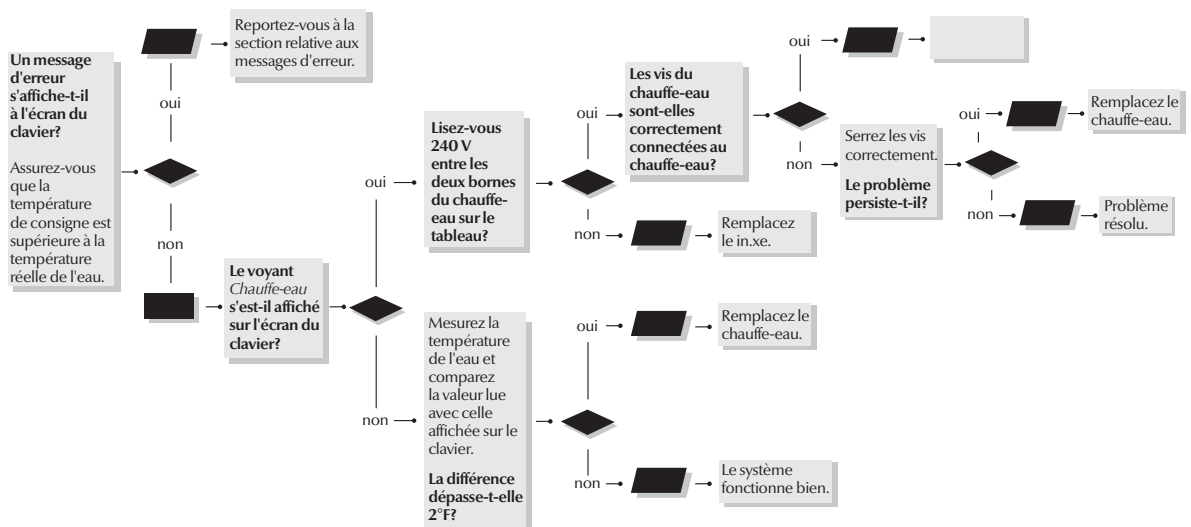 Un message
d'erreur
s'affiche-t-il
à l'écran du
clavier?
Assurez-vous
que la
température
de consigne est
supérieure à la
température
réelle de l'eau.
oui
Reportez-vous à la
section relative aux
messages d'erreur.
non
Le voyant
Chauffe-eau
s'est-il affiché
sur l'écran du
clavier?
oui
Lisez-vous
240 V
entre les
deux bornes
du chauffe-
eau sur le
tableau?
oui
Les vis du
chauffe-eau
sont-elles
correctement
connectées au
chauffe-eau?
oui
non
Serrez les vis
correctement.
Le problème
persiste-t-il?
oui
Remplacez le
chauffe-eau.
non
Problème
résolu.
non
Remplacez
le in.xe.
non
Mesurez la
température
de l'eau et
comparez
la valeur lue
avec celle
affichée sur le
clavier.
La différence
dépasse-t-elle
2°F?
oui
Remplacez le
chauffe-eau.
non
Le système
fonctionne bien.